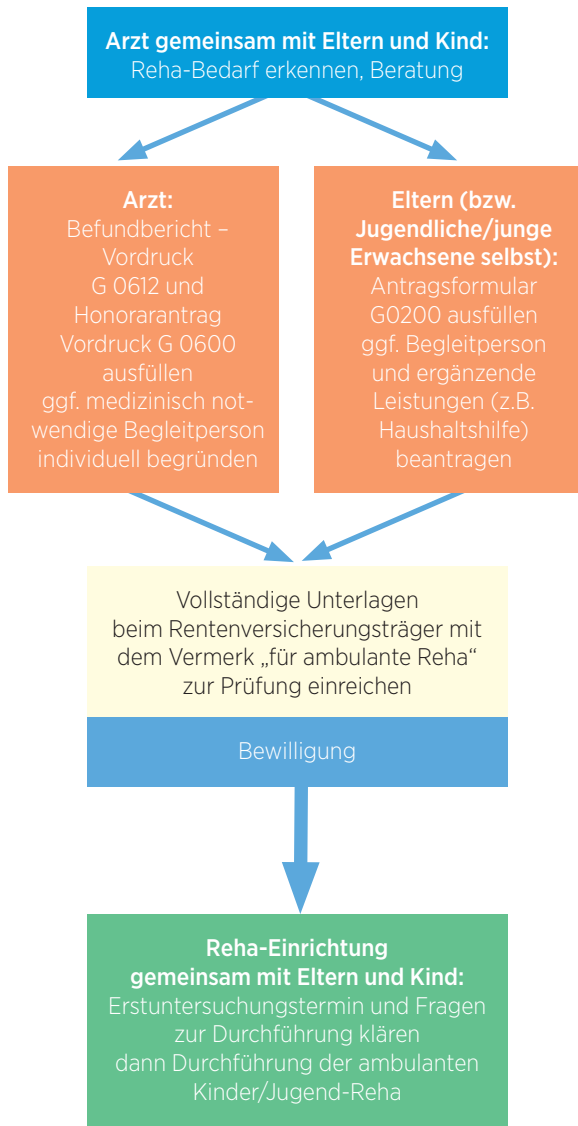 Arzt gemeinsam mit Eltern und Kind:
Reha-Bedarf erkennen, Beratung
Arzt:
Befundbericht –
Vordruck
G 0612 und
Honorarantrag
Vordruck G 0600
ausfüllen
ggf. medizinisch not-
wendige Begleitperson
individuell begründen
Eltern (bzw.
Jugendliche/junge
Erwachsene selbst):
Antragsformular
G0200 ausfüllen
ggf. Begleitperson
und ergänzende
Leistungen (z.B.
Haushaltshilfe)
beantragen
Vollständige Unterlagen
beim Rentenversicherungsträger mit
dem Vermerk „für ambulante Reha“
zur Prüfung einreichen
Bewilligung
Reha-Einrichtung
gemeinsam mit Eltern und Kind:
Erstuntersuchungstermin und Fragen
zur Durchführung klären
dann Durchführung der ambulanten
Kinder/Jugend-Reha